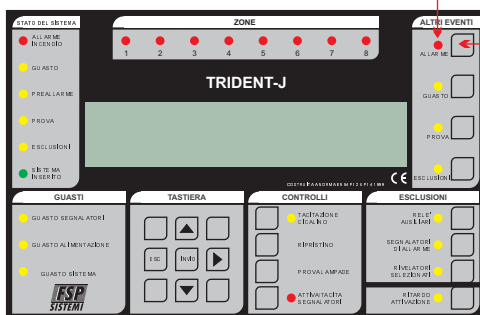 STATO DEL SISTEMA
ZONE
ALTRI EVENTI
ALLARME
INCENDIO
GUASTO
PREALLARME
PROVA
ESCLUSIONI
SISTEMA
INSERITO
1 2 3 4 5 6 7 8
TRIDENT-J
ALLARME
GUASTO
PROVA
ESCLUSIONI
CE
GUASTI
GUASTO SEGNALATORI
GUASTO ALIMENTAZIONE
GUASTO SISTEMA
FSP
SISTEMI
TASTIERA
ESC
INVIO
CONTROLLI
TACITAZIONE
CICALINO
RIPRISTINO
PROVA LAMPADE
ATTIVA/TACITA
SEGNALATORI
ESCLUSIONI
RELE'
AUSILIARI
SEGNALATORI
DI ALLARME
RIVELATORI
SELEZIONATI
RITARDO
ATTIVAZIONE